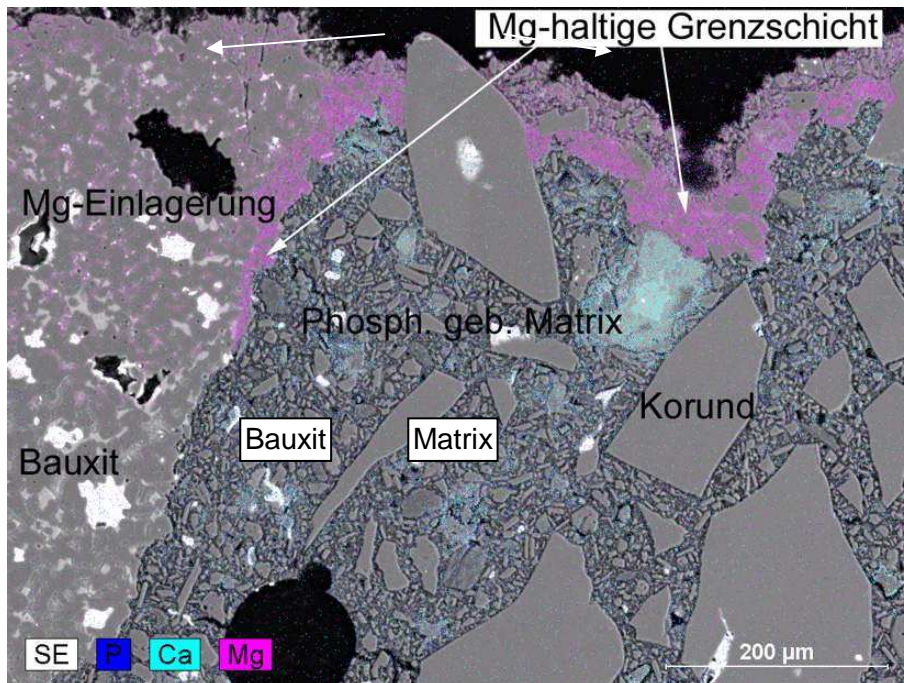 Mg-haltige Grenzschicht
Mg-Einlagerung
Phosph. geb. Matrix
Korund
Bauxit
Matrix
Bauxit
SE P Ca Mg
200 µm